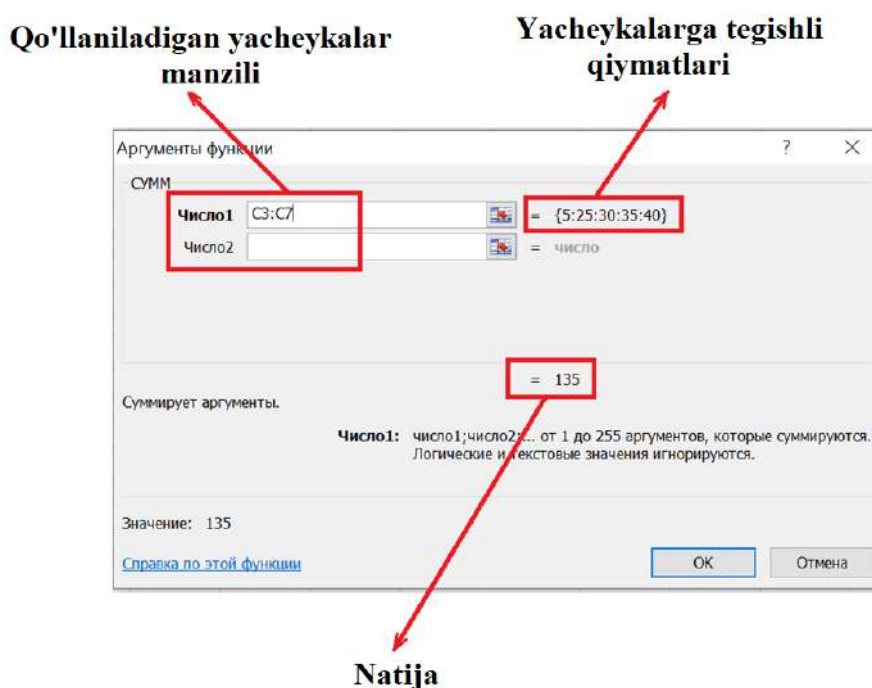 Qo'llaniladigan yacheykalar
manzili
Yacheykalarga tegishli
qiymatlari
Аргументы функции
?
СУММ
Число1 C3:C7 = {5:25:30:35:40}
Число2 = число
= 135
Суммирует аргументы.
Число1: число1;число2;... от 1 до 255 аргументов, которые суммируются.
Логические и текстовые значения игнорируются.
Значение: 135
Справка по этой функции
OK
Отмена
Natija